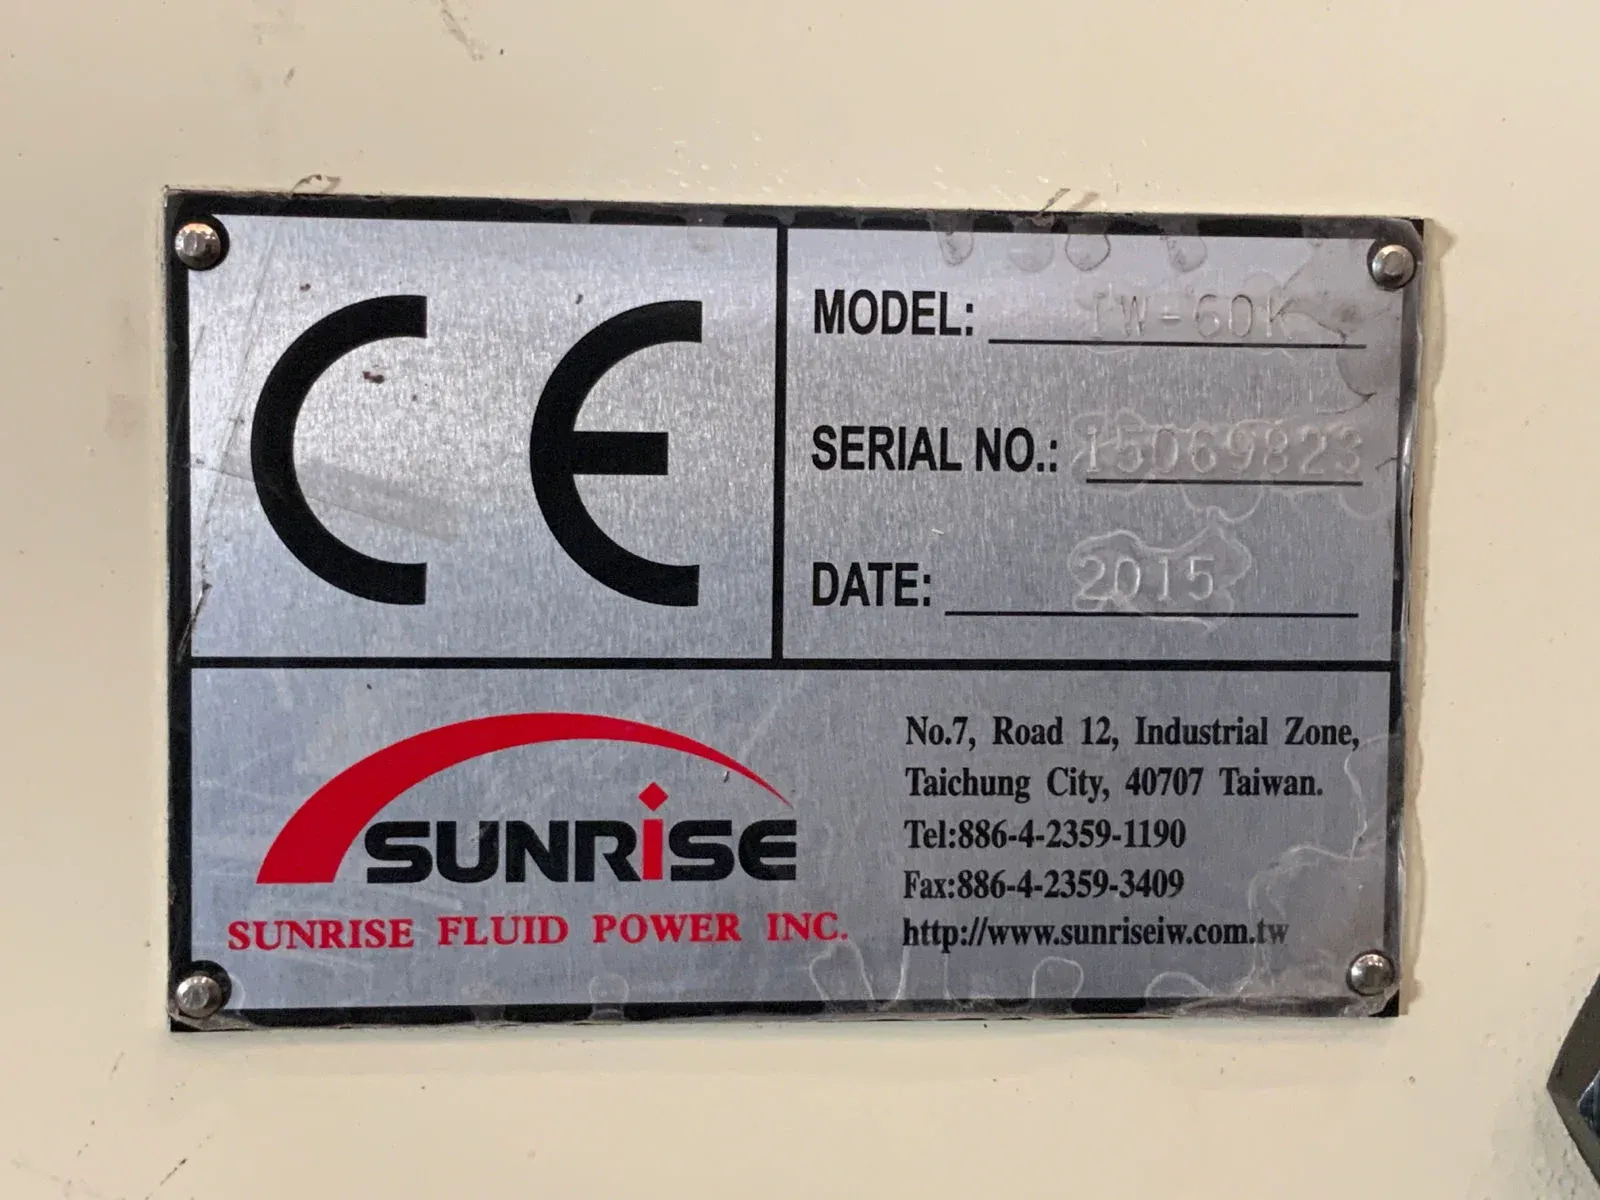 CE
MODEL: IW-60K
SERIAL NO.: 15069823
DATE: 2015
SUNRiSE
SUNRISE FLUID POWER INC.
No.7, Road 12, Industrial Zone,
Taichung City, 40707 Taiwan.
Tel:886-4-2359-1190
Fax:886-4-2359-3409
http://www.sunriseiw.com.tw